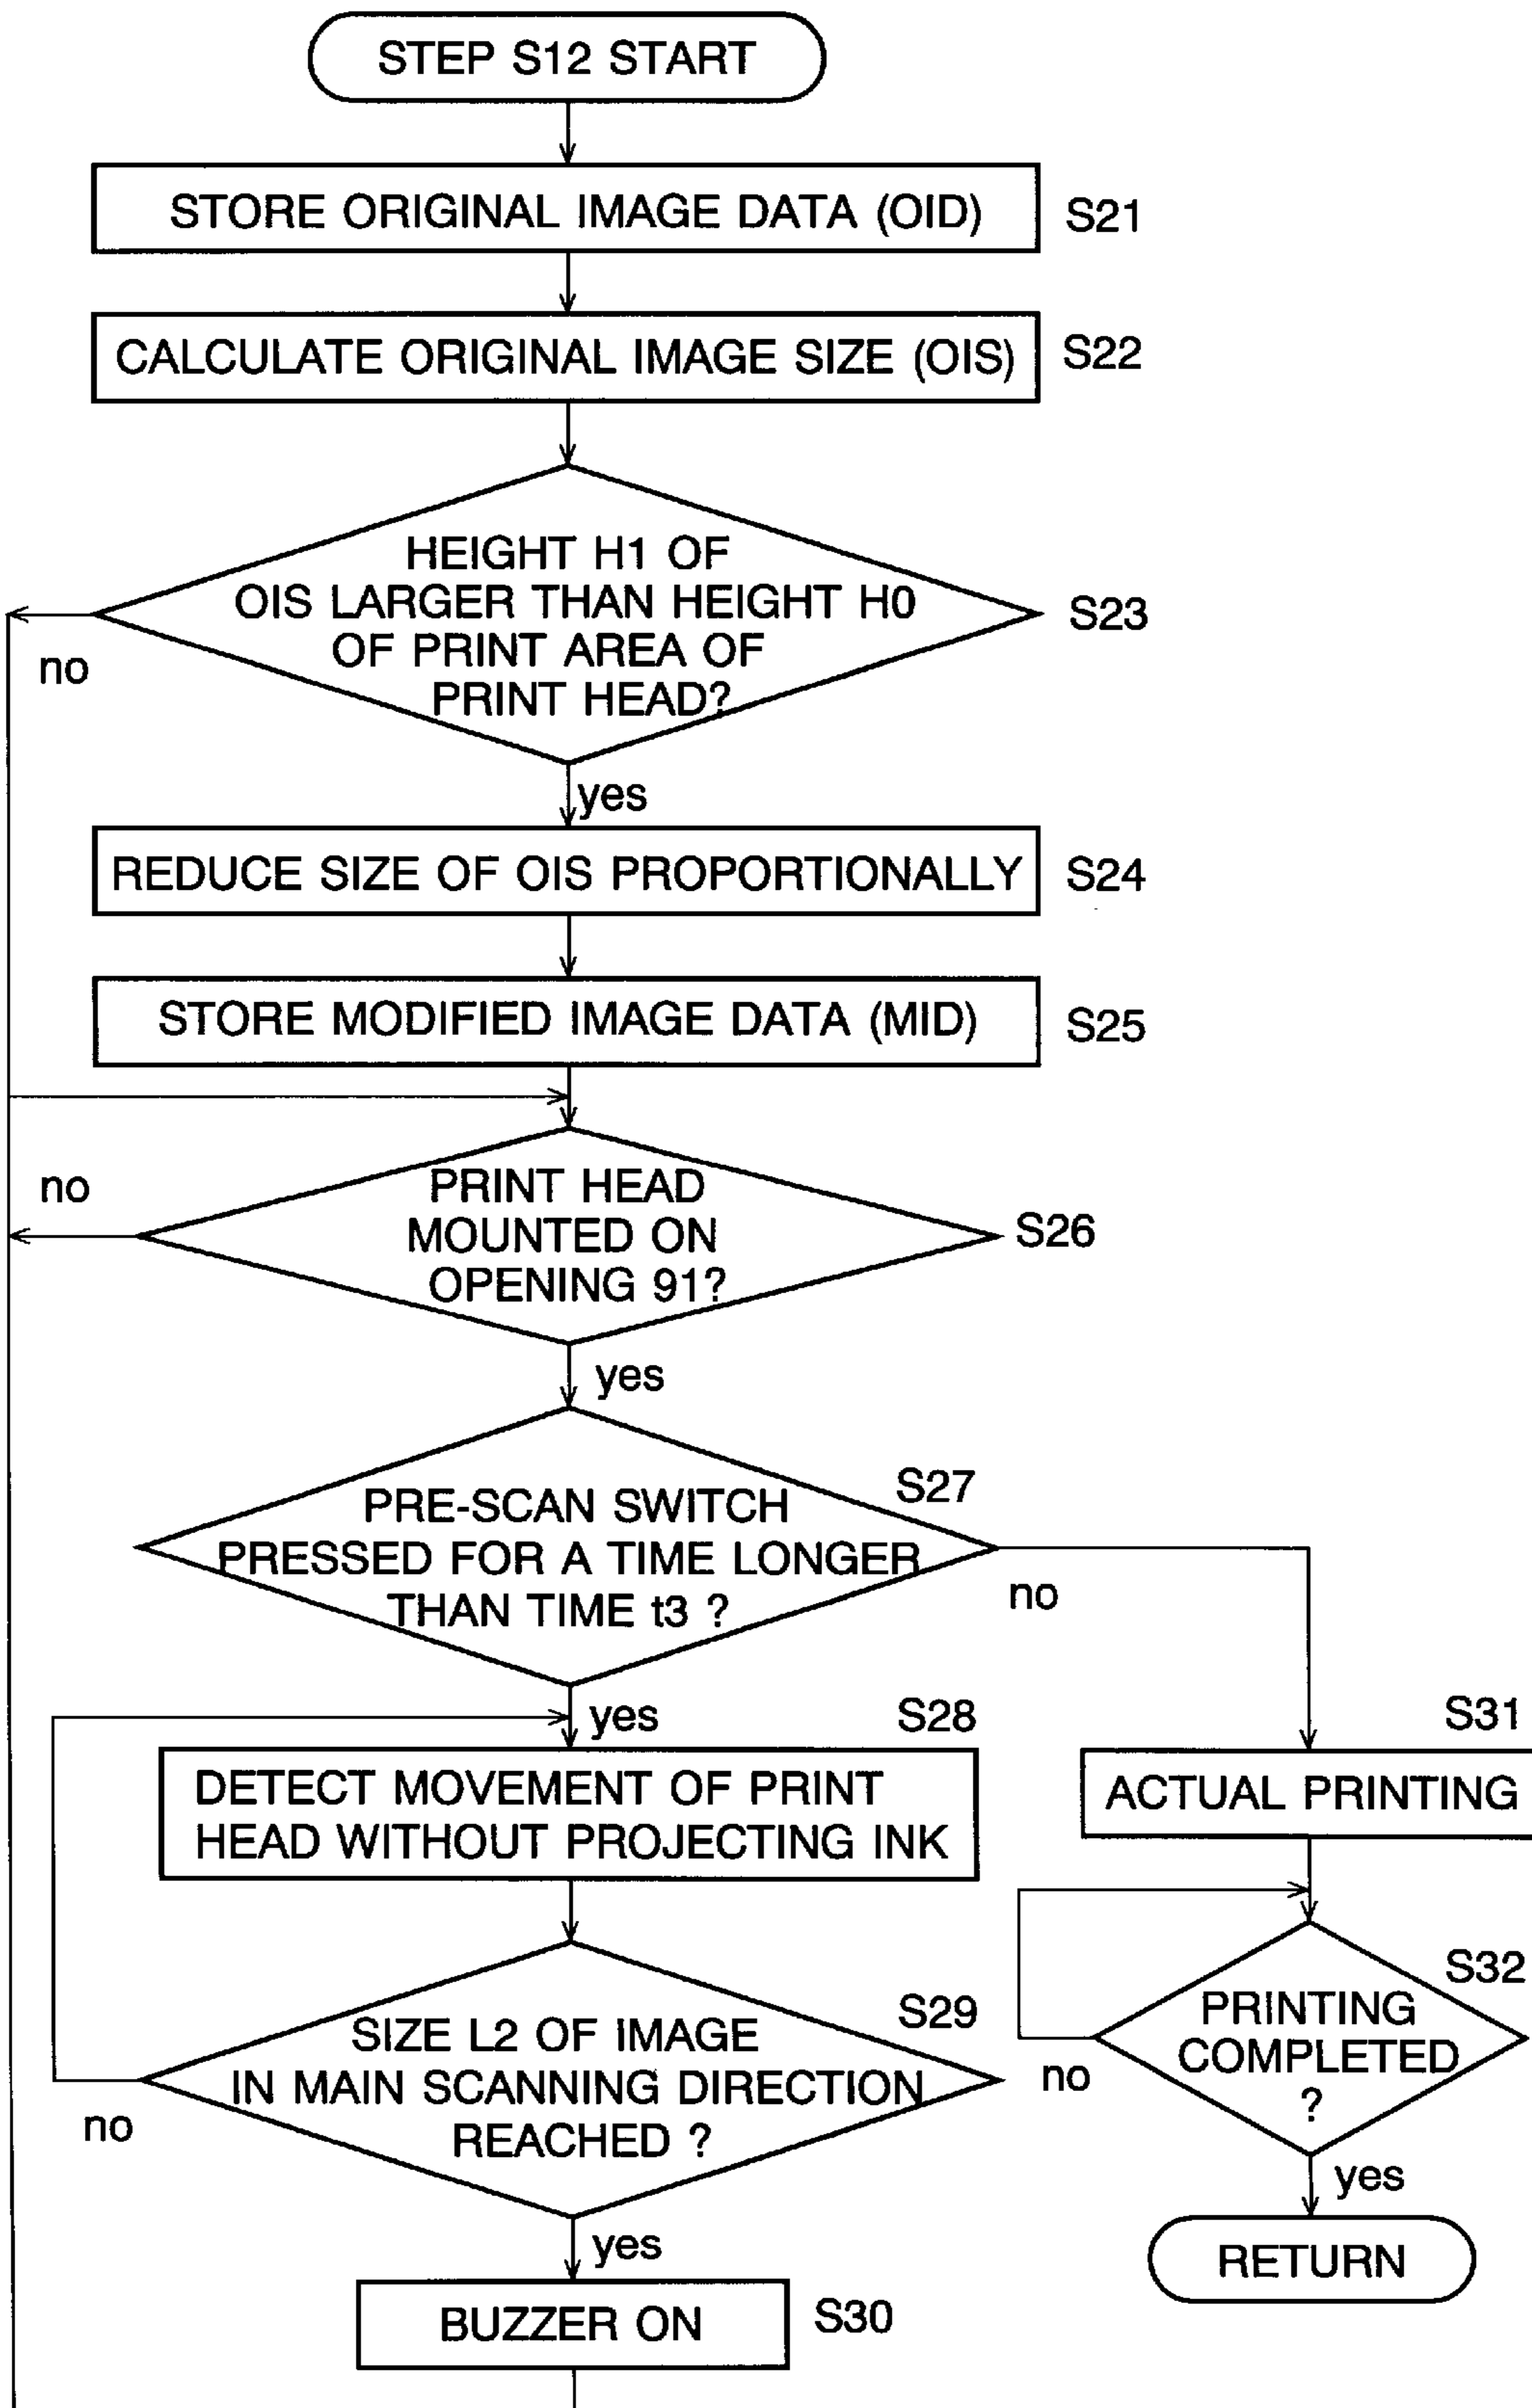 STEP S12 START
STORE ORIGINAL IMAGE DATA (OID)
S21
CALCULATE ORIGINAL IMAGE SIZE (OIS)
S22
HEIGHT H1 OF
OIS LARGER THAN HEIGHT H0
OF PRINT AREA OF
PRINT HEAD?
S23
no
yes
REDUCE SIZE OF OIS PROPORTIONALLY
S24
STORE MODIFIED IMAGE DATA (MID)
S25
no
PRINT HEAD
MOUNTED ON
OPENING 91?
S26
yes
S27
PRE-SCAN SWITCH
PRESSED FOR A TIME LONGER
THAN TIME t3 ?
no
yes
S28
DETECT MOVEMENT OF PRINT
HEAD WITHOUT PROJECTING INK
S31
ACTUAL PRINTING
S29
SIZE L2 OF IMAGE
IN MAIN SCANNING DIRECTION
REACHED ?
no
S32
PRINTING
COMPLETED
?
no
yes
yes
RETURN
BUZZER ON
S30